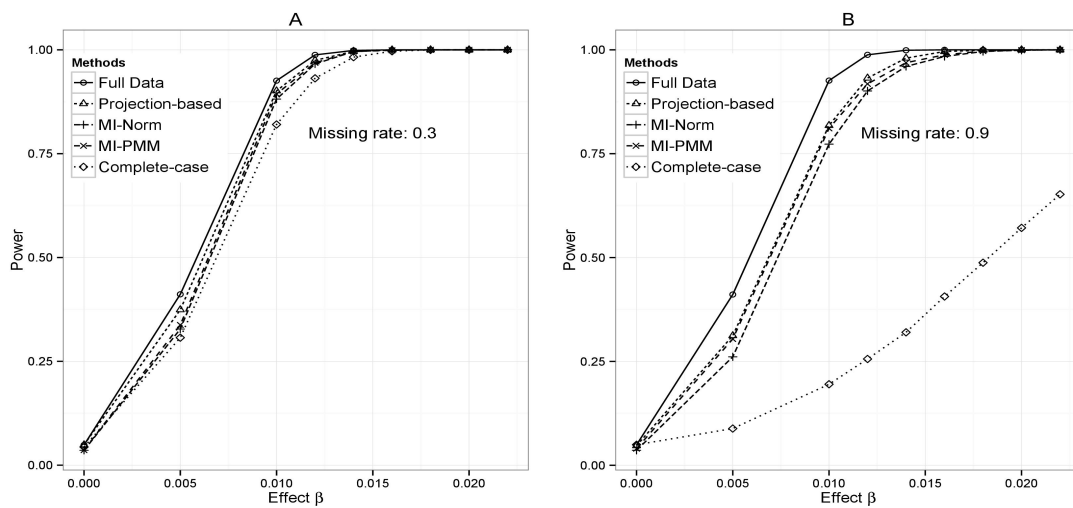 A
1.00
0.75
0.50
0.25
0.00
Power
Methods
Full Data
Projection-based
MI-Norm
MI-PMM
Complete-case
Missing rate: 0.3
0.000 0.005 0.010 0.015 0.020
Effect β
B
1.00
0.75
0.50
0.25
0.00
Power
Methods
Full Data
Projection-based
MI-Norm
MI-PMM
Complete-case
Missing rate: 0.9
0.000 0.005 0.010 0.015 0.020
Effect β